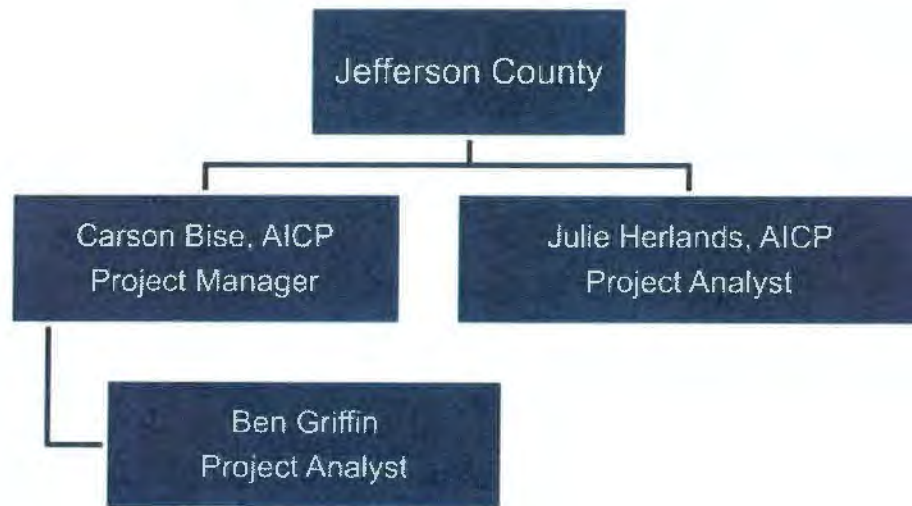 Jefferson County
Carson Bise, AICP
Project Manager
Julie Herlands, AICP
Project Analyst
Ben Griffin
Project Analyst